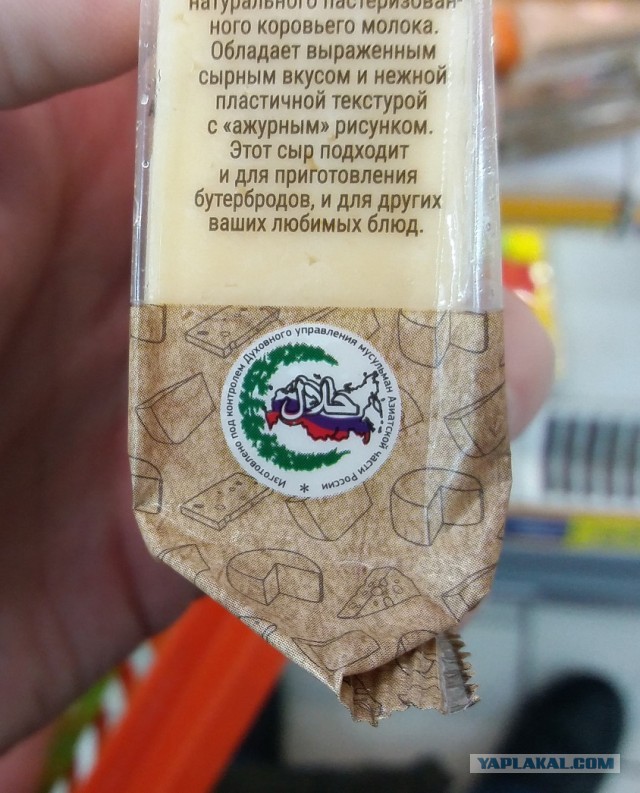 натурального пастеризован-
ного коровьего молока.
Обладает выраженным
сырным вкусом и нежной
пластичной текстурой
с «ажурным» рисунком.
Этот сыр подходит
и для приготовления
бутербродов, и для других
ваших любимых блюд.
Изготовлено под контролем Духовного управления мусульман Азиатской части России *
حلال
YAPLAKAL.COM